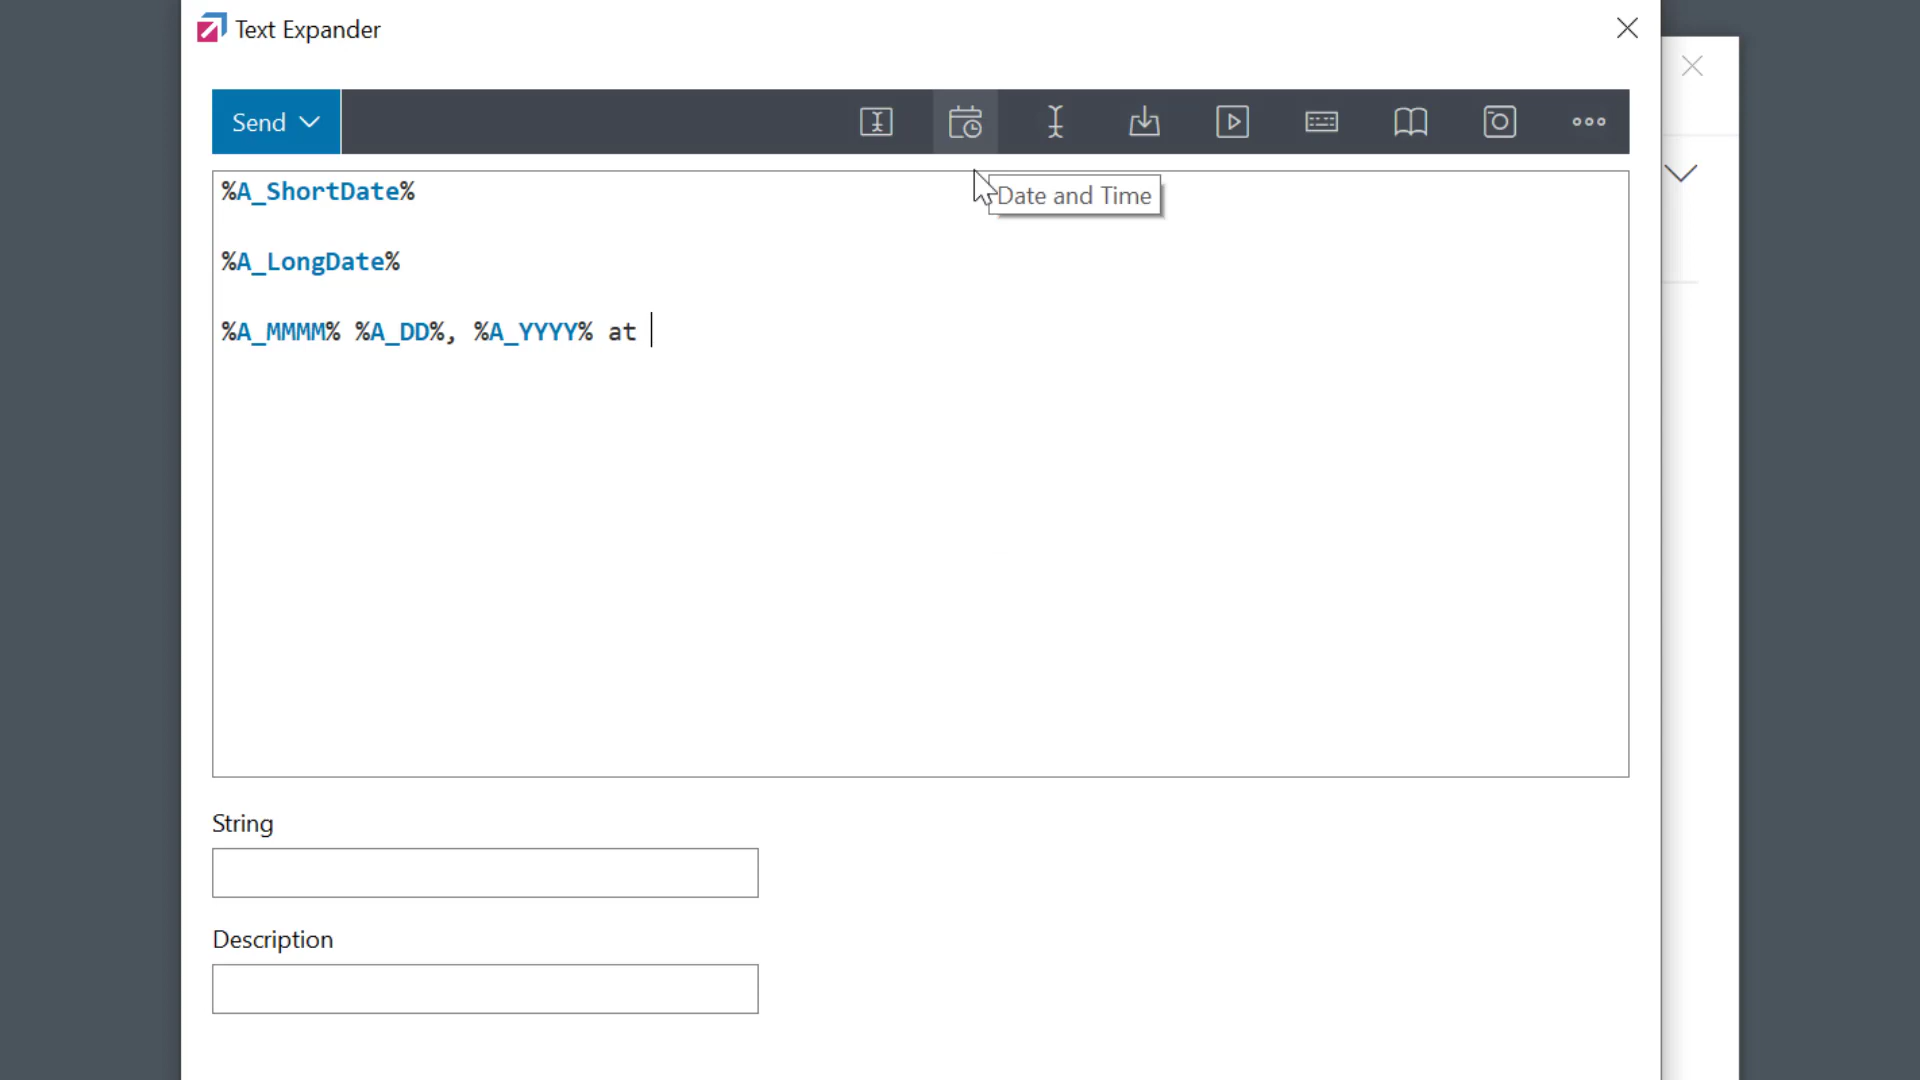 Text Expander
Send
Date and Time
%A_ShortDate%
%A_LongDate%
%A_MMMM% %A_DD%, %A_YYYY% at
String
Description